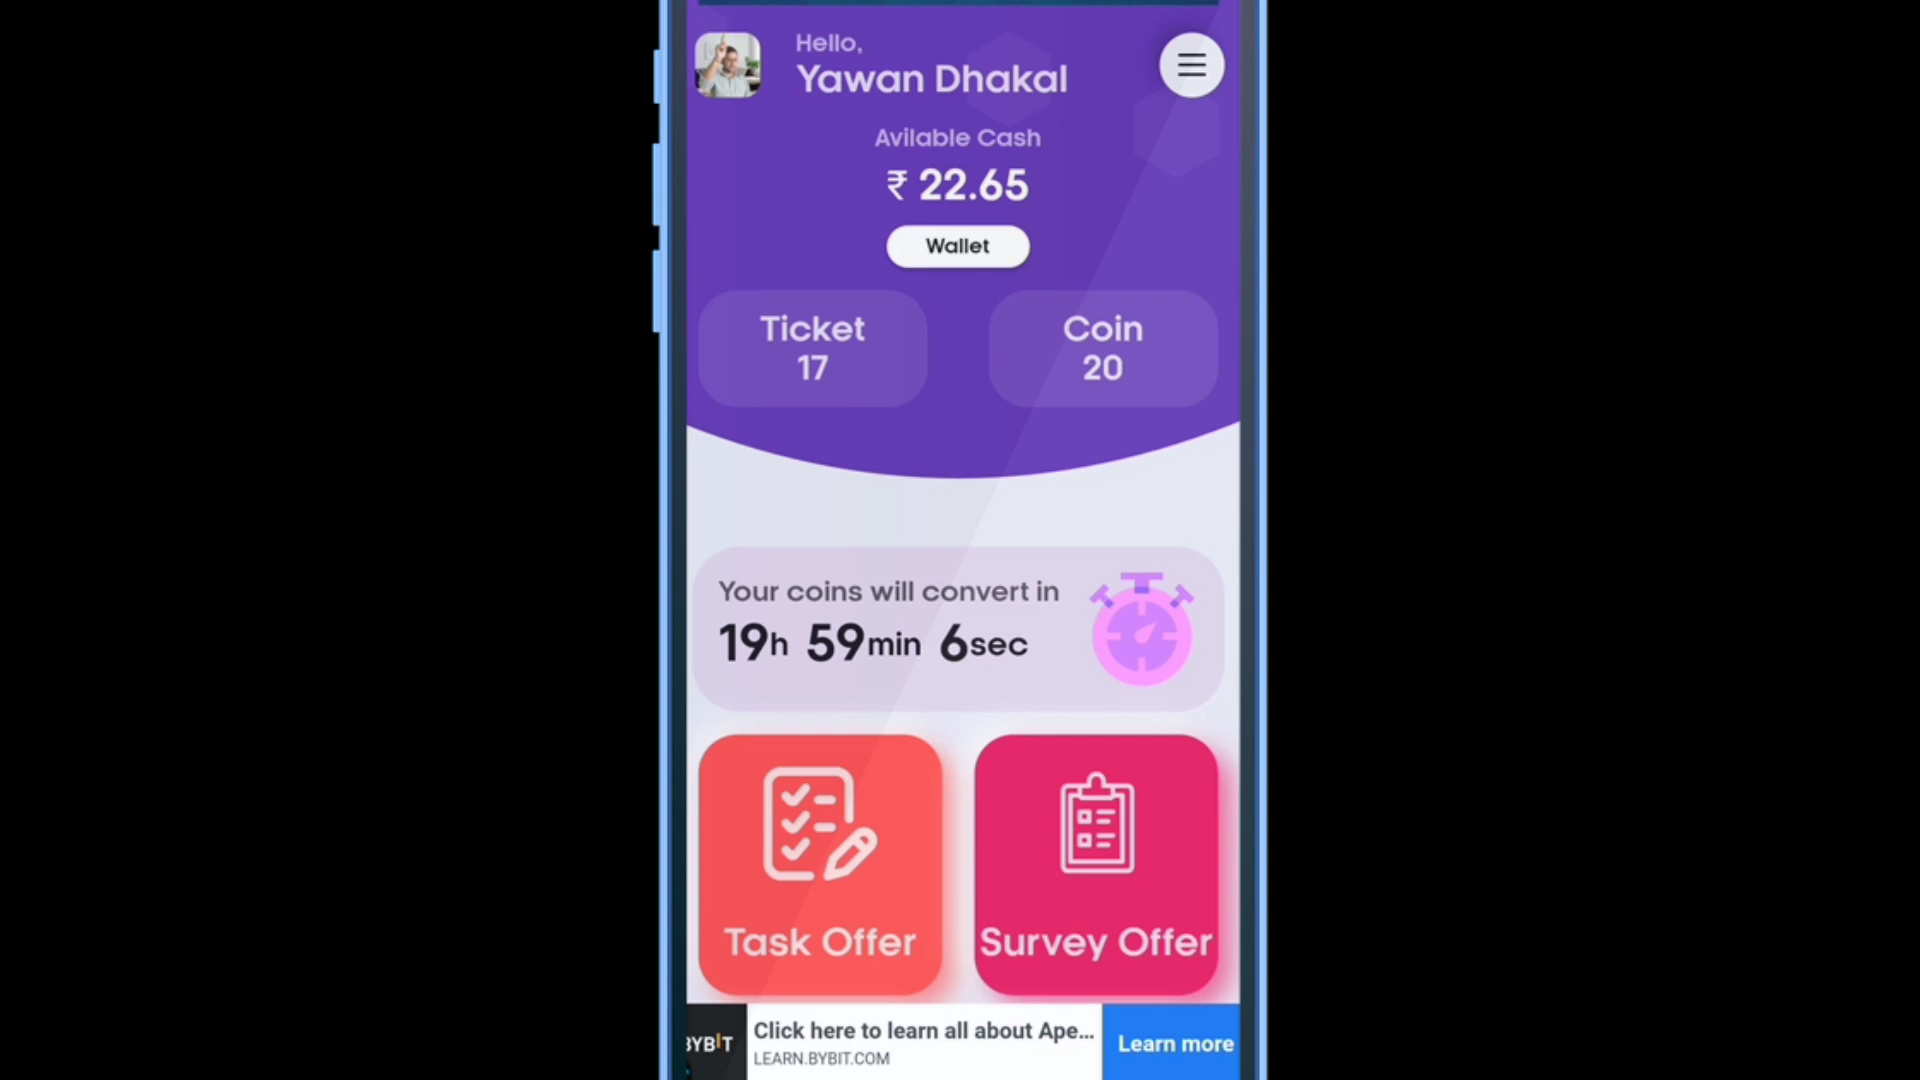 Hello,
Yawan Dhakal
Avilable Cash
₹ 22.65
Wallet
Ticket
17
Coin
20
Your coins will convert in
19h 59min 6sec
Task Offer
Survey Offer
BYBIT
Click here to learn all about Ape...
LEARN.BYBIT.COM
Learn more